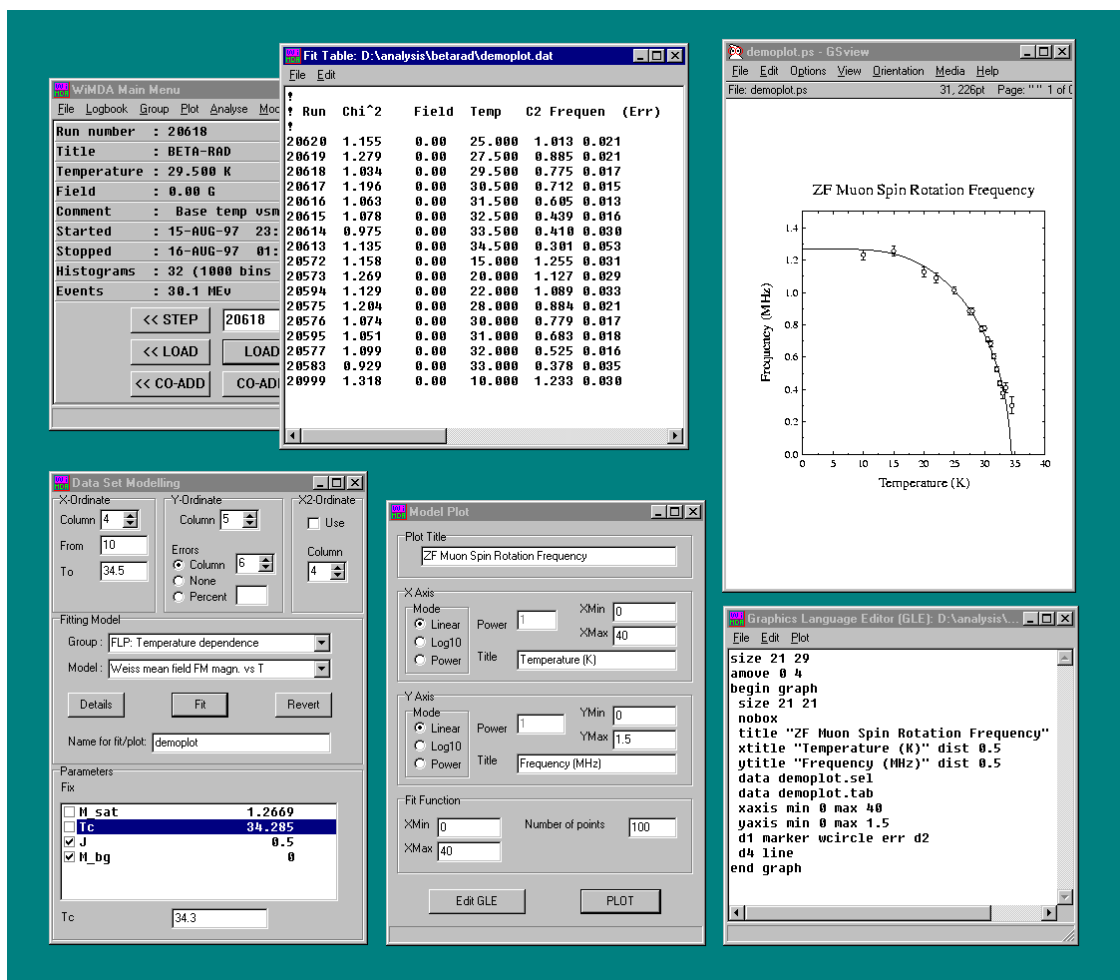 WiMDA Main Menu
File Logbook Group Plot Analyse
Run number : 20618
Title : BETA-RAD
Temperature : 29.500 K
Field : 0.00 G
Comment : Base temp vsm
Started : 15-AUG-97 23:
Stopped : 16-AUG-97 01:
Histograms : 32 (1000 bins
Events : 30.1 MEv
<< STEP 20618
<< LOAD LOAD
<< CO-ADD
Fit Table: D:\analysis\betarad\demoplot.dat
File Edit
!
! Run Chi^2 Field Temp C2 Frequen (Err)
!
20620 1.155 0.00 25.000 1.013 0.021
20619 1.279 0.00 27.500 0.885 0.021
20618 1.034 0.00 29.500 0.775 0.017
20617 1.196 0.00 30.500 0.712 0.015
20616 1.063 0.00 31.500 0.605 0.013
20615 1.078 0.00 32.500 0.439 0.016
20614 0.975 0.00 33.500 0.410 0.030
20613 1.135 0.00 34.500 0.301 0.053
20572 1.158 0.00 15.000 1.255 0.031
20573 1.269 0.00 20.000 1.127 0.029
20594 1.129 0.00 22.000 1.089 0.033
20575 1.204 0.00 28.000 0.884 0.021
20576 1.074 0.00 30.000 0.779 0.017
20595 1.051 0.00 31.000 0.683 0.018
20577 1.099 0.00 32.000 0.525 0.016
20583 0.929 0.00 33.000 0.378 0.035
20999 1.318 0.00 10.000 1.233 0.030
demoplot.ps - GSview
File Edit Options View Orientation Media Help
File: demoplot.ps 31, 226pt Page: "" 1 of
ZF Muon Spin Rotation Frequency
1.4
1.2
1.0
0.8
0.6
0.4
0.2
0.0
Frequency (MHz)
0 5 10 15 20 25 30 35 40
Temperature (K)
Data Set Modelling
X-Ordinate Y-Ordinate X2-Ordinate
Column 4 Column 5 Use
From 10
To 34.5
Errors
Column 6
None
Percent
Column
4
Fitting Model
Group : FLP: Temperature dependence
Model : Weiss mean field FM magn. vs T
Details Fit Revert
Name for fit/plot: demoplot
Parameters
Fix
M_sat 1.2669
Tc 34.285
J 0.5
M_bg 0
Tc 34.3
Model Plot
Plot Title
ZF Muon Spin Rotation Frequency
X Axis
Mode
Linear
Log10
Power
Power 1
XMin 0
XMax 40
Title Temperature (K)
Y Axis
Mode
Linear
Log10
Power
Power 1
YMin 0
YMax 1.5
Title Frequency (MHz)
Fit Function
XMin 0 Number of points 100
XMax 40
Edit GLE PLOT
Graphics Language Editor (GLE): D:\analysis\...
File Edit Plot
size 21 29
amove 0 4
begin graph
size 21 21
nobox
title "ZF Muon Spin Rotation Frequency"
xtitle "Temperature (K)" dist 0.5
ytitle "Frequency (MHz)" dist 0.5
data demoplot.sel
data demoplot.tab
xaxis min 0 max 40
yaxis min 0 max 1.5
d1 marker wcircle err d2
d4 line
end graph